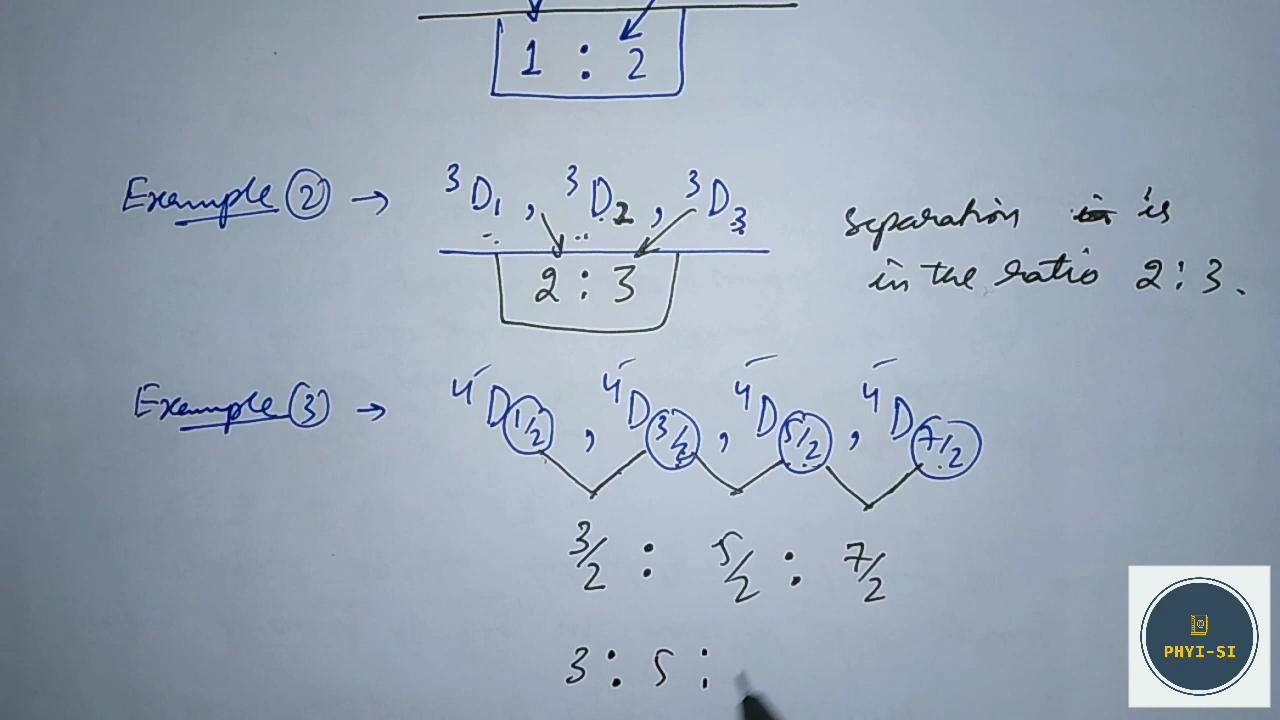 1 : 2
Example (2) → ³D₁ , ³D₂ , ³D₃
2 : 3
separation is
in the ratio 2 : 3 .
Example (3) → ⁴D1/2 , ⁴D3/2 , ⁴D5/2 , ⁴D7/2
3/2 : 5/2 : 7/2
3 : 5 :
PHYI-SI